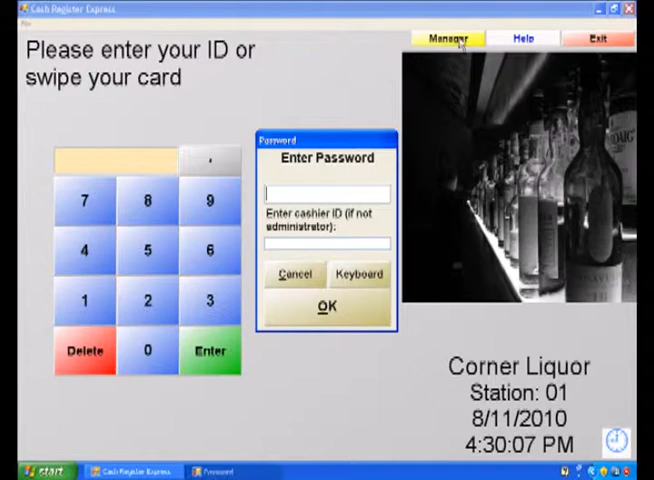 Cash Register Express
File
Please enter your ID or
swipe your card
Manager
Help
Exit
Password
Enter Password
Enter cashier ID (if not
administrator):
Cancel
Keyboard
OK
.
7
8
9
4
5
6
1
2
3
Delete
0
Enter
Corner Liquor
Station: 01
8/11/2010
4:30:07 PM
start
Cash Register Express
Password